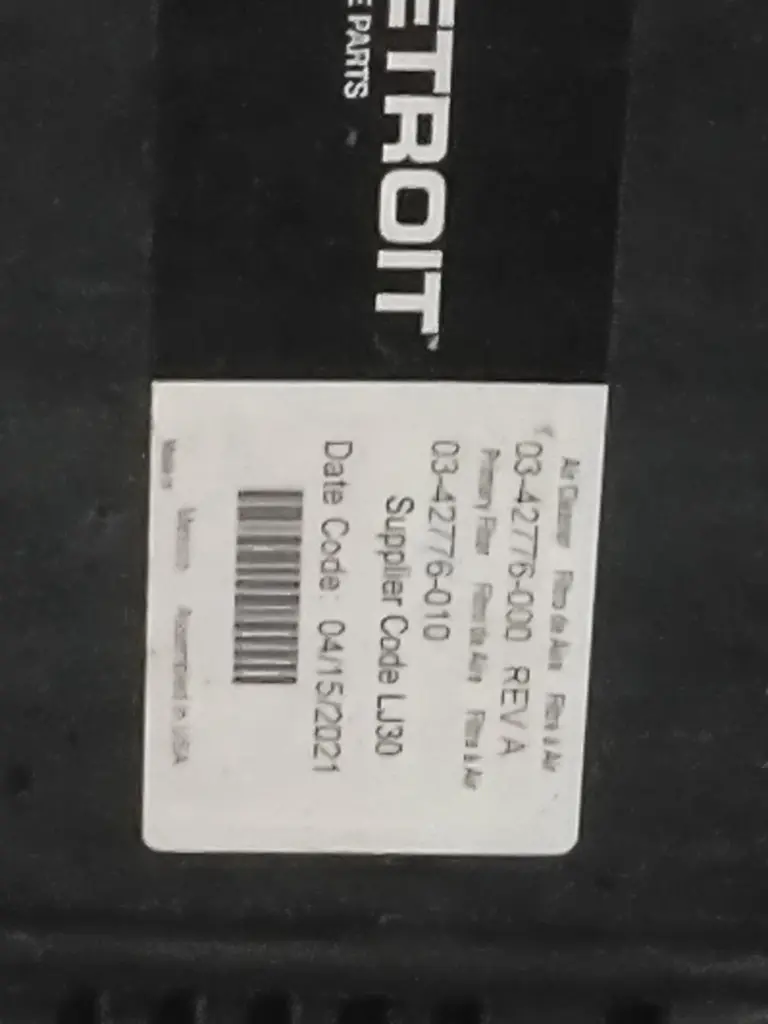 ETROIT
E PARTS
Air Cleaner Filtro de Aire Filtre à Air
03-42776-000 REV A
Primary Filter Filtro de Aire Filtre à Air
03-42776-010
Supplier Code LJ30
Date Code: 04/15/2021
Assembled in USA